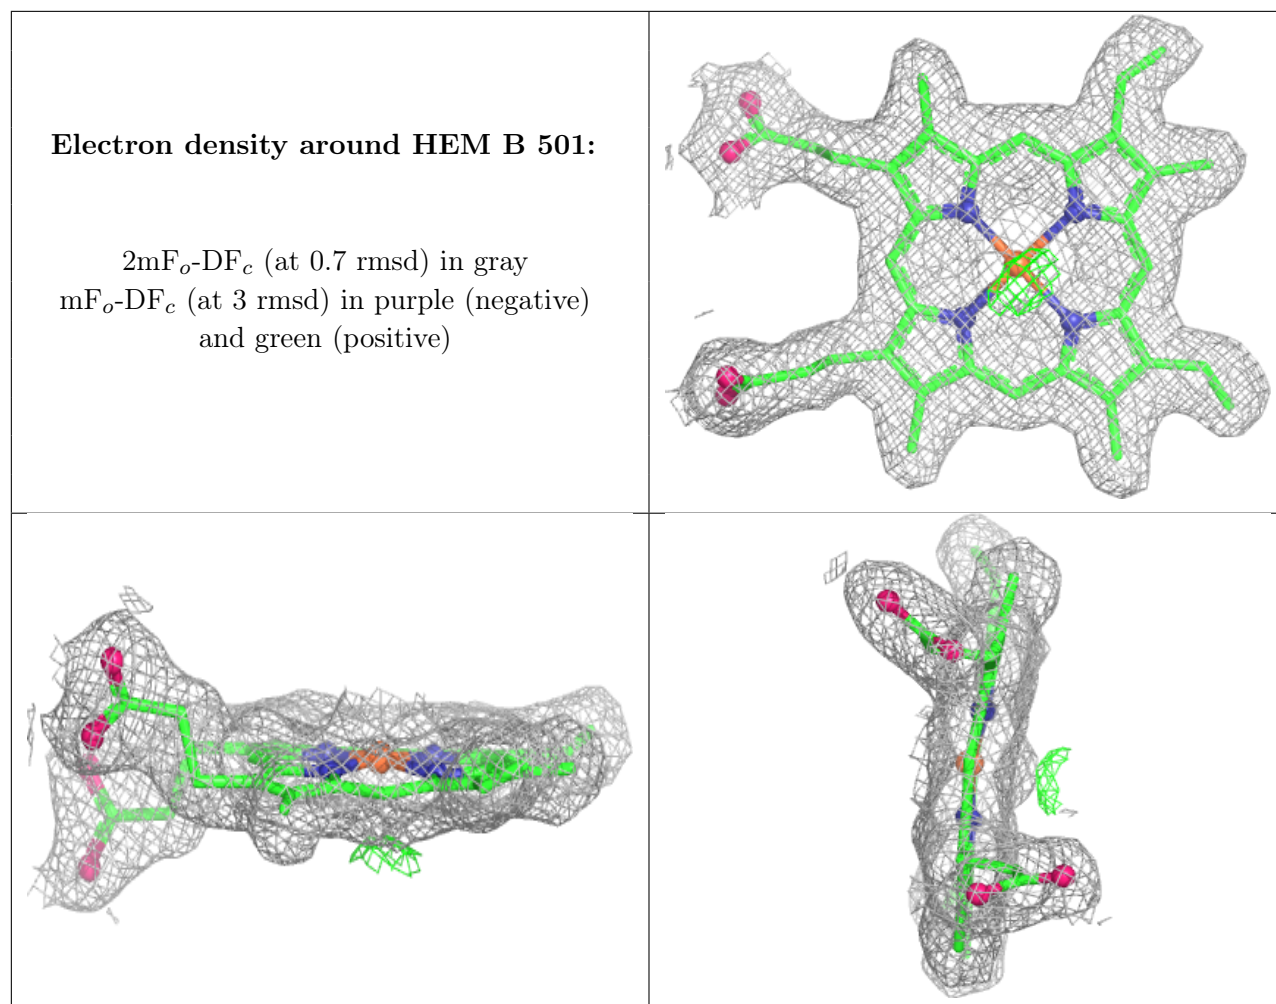 Electron density around HEM B 501:
2mFₒ-DF𝑐 (at 0.7 rmsd) in gray
mFₒ-DF𝑐 (at 3 rmsd) in purple (negative)
and green (positive)